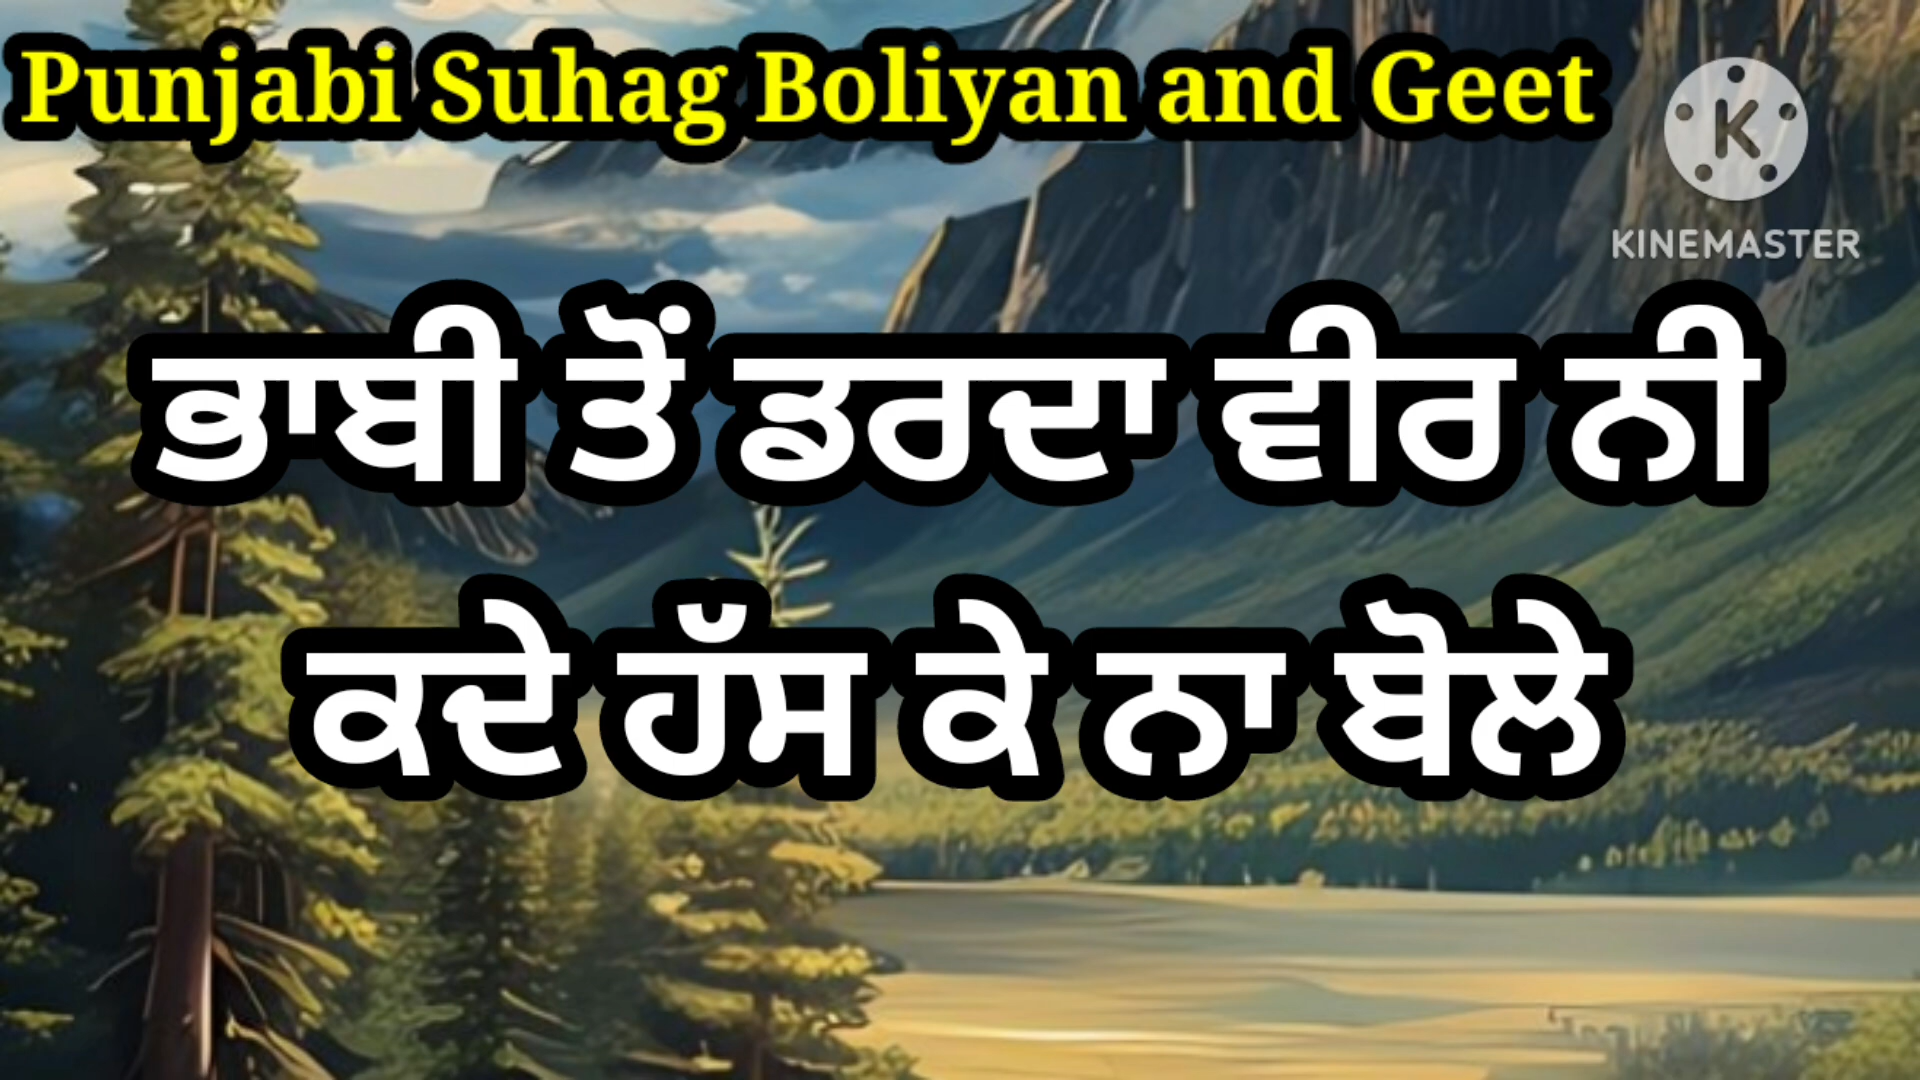 Punjabi Suhag Boliyan and Geet
K
KINEMASTER
ਭਾਬੀ ਤੋਂ ਡਰਦਾ ਵੀਰ ਨੀ
ਕਦੇ ਹੱਸ ਕੇ ਨਾ ਬੋਲੇ